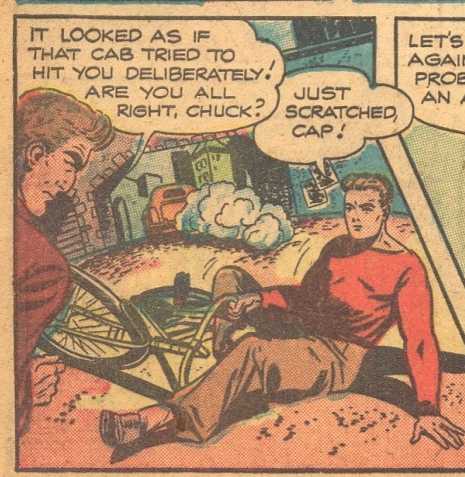 IT LOOKED AS IF
THAT CAB TRIED TO
HIT YOU DELIBERATELY!
ARE YOU ALL
RIGHT, CHUCK?
JUST
SCRATCHED,
CAP!
LET'S
AGAI
PROB
AN